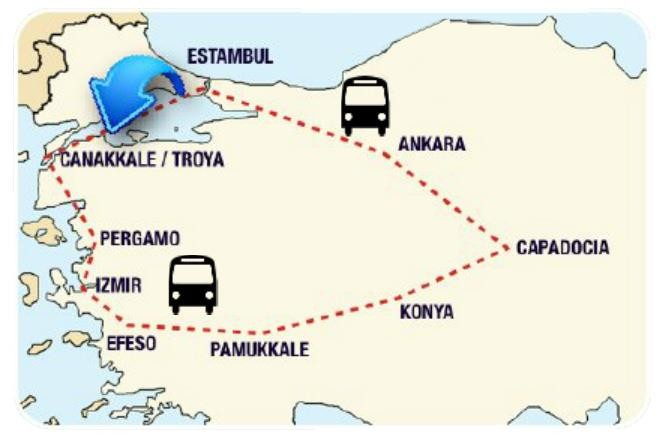 ESTAMBUL
ANKARA
CANAKKALE / TROYA
PERGAMO
CAPADOCIA
IZMIR
KONYA
EFESO
PAMUKKALE